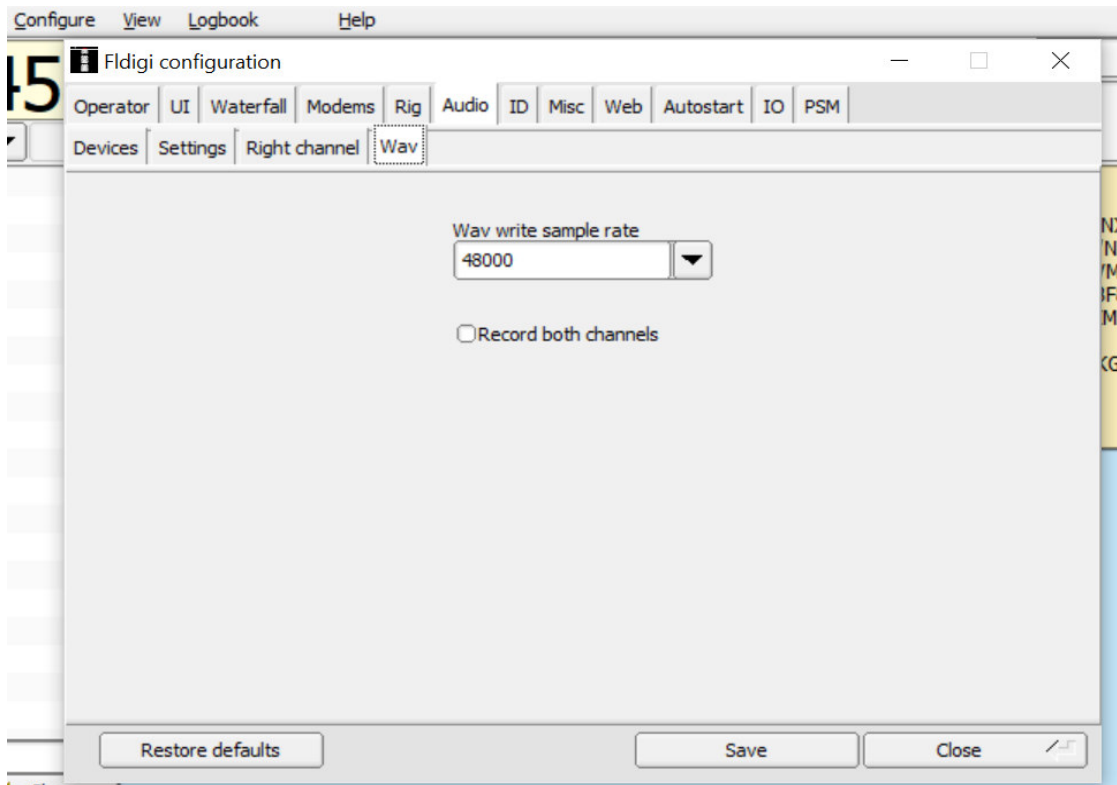 Configure View Logbook Help
45
Fldigi configuration
Operator UI Waterfall Modems Rig Audio ID Misc Web Autostart IO PSM
Devices Settings Right channel Wav
Wav write sample rate
48000
Record both channels
Restore defaults Save Close